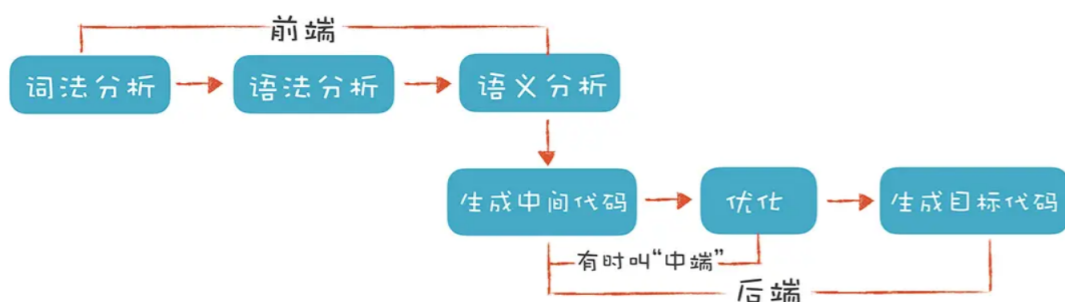 前端
词法分析
语法分析
语义分析
生成中间代码
优化
生成目标代码
有时叫“中端”
后端